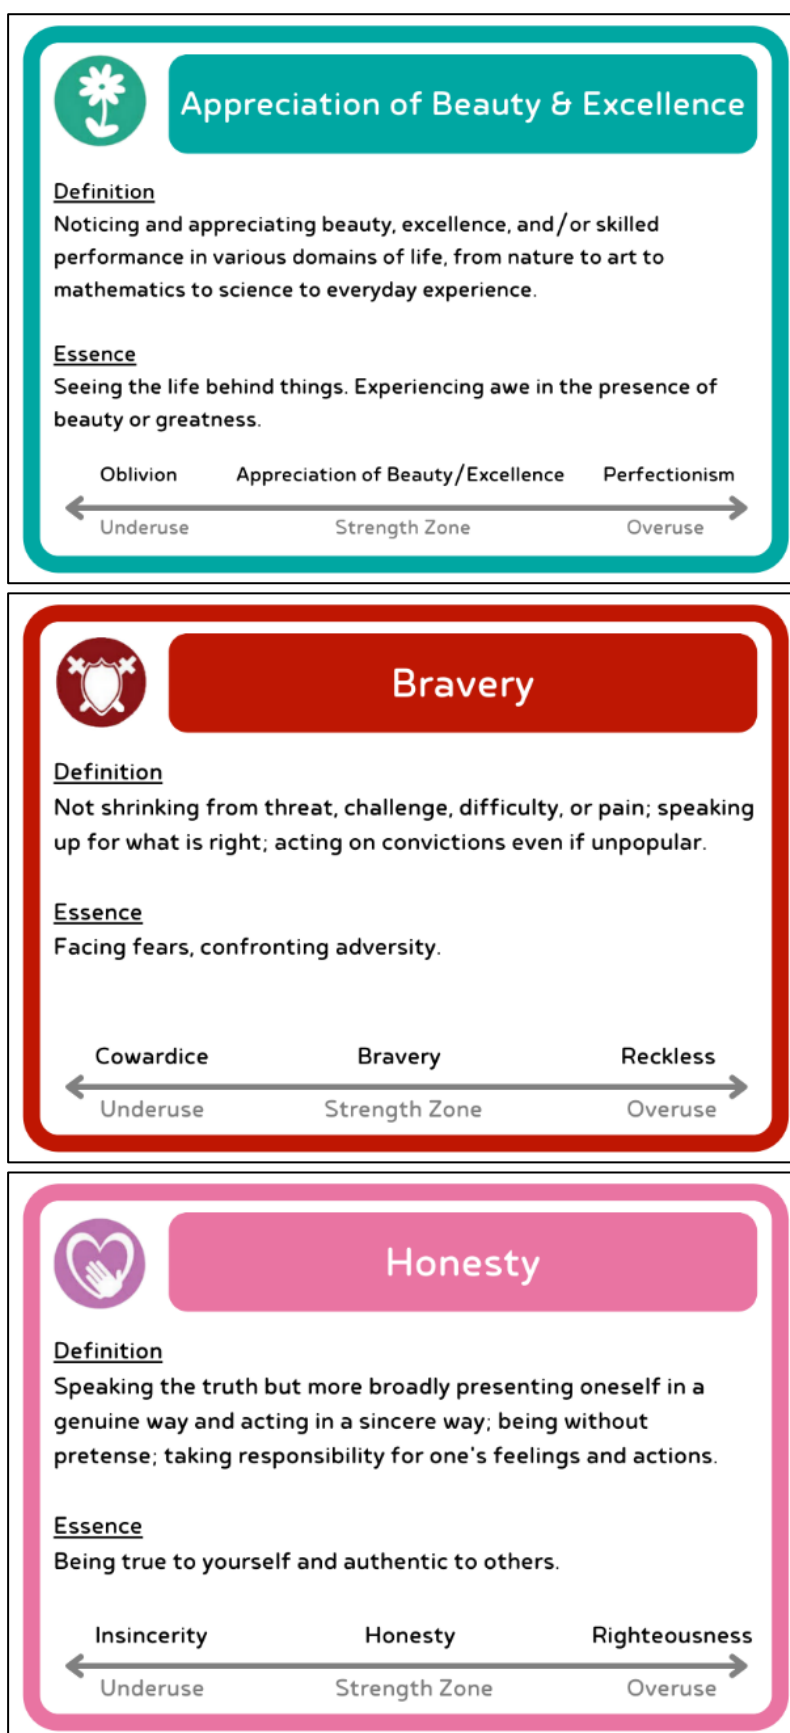 Appreciation of Beauty & Excellence
Definition
Noticing and appreciating beauty, excellence, and/or skilled
performance in various domains of life, from nature to art to
mathematics to science to everyday experience.
Essence
Seeing the life behind things. Experiencing awe in the presence of
beauty or greatness.
Oblivion Appreciation of Beauty/Excellence Perfectionism
Underuse Strength Zone Overuse
Bravery
Definition
Not shrinking from threat, challenge, difficulty, or pain; speaking
up for what is right; acting on convictions even if unpopular.
Essence
Facing fears, confronting adversity.
Cowardice Bravery Reckless
Underuse Strength Zone Overuse
Honesty
Definition
Speaking the truth but more broadly presenting oneself in a
genuine way and acting in a sincere way; being without
pretense; taking responsibility for one's feelings and actions.
Essence
Being true to yourself and authentic to others.
Insincerity Honesty Righteousness
Underuse Strength Zone Overuse